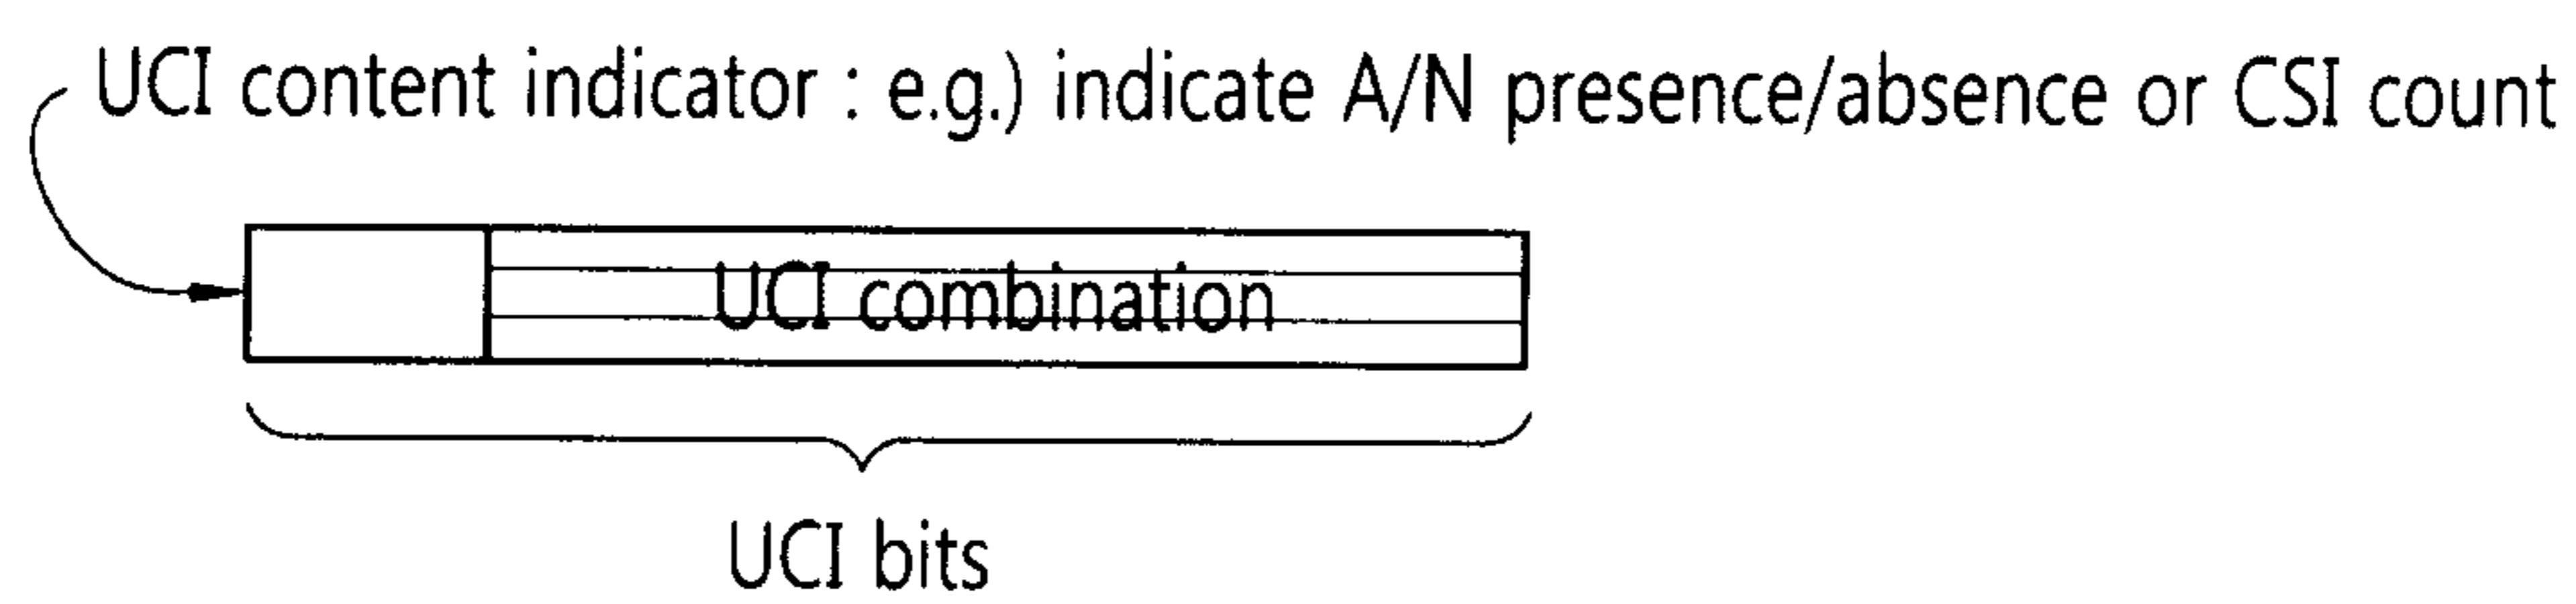 UCI content indicator : e.g.) indicate A/N presence/absence or CSI count
UCI combination
UCI bits